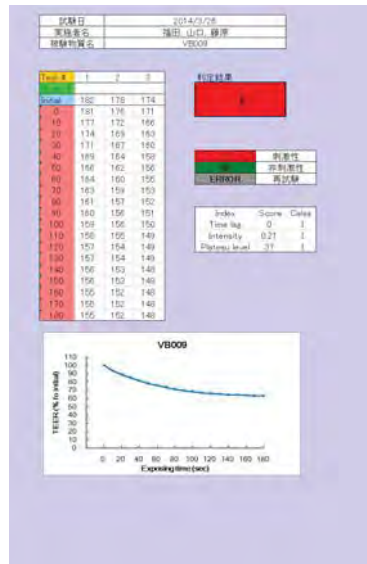 試験日 2014/3/26
実施者名 福田、山口、藤原
被験物質名 VB009
Test # 1 2 3
判定結果
Initial 182 178 174
0 181 176 171
10 177 172 166
20 174 169 163
30 171 167 160
刺激性
40 169 164 158
非刺激性
50 166 162 156
ERROR 再試験
60 164 160 155
70 163 159 153
80 161 157 152
90 160 156 151
Index Score Category
100 159 156 150
Time lag 0 1
110 158 155 149
Intensity 0.21 1
120 157 154 149
Plateau level 31 1
130 157 154 149
140 156 153 148
150 156 153 148
160 155 152 148
170 155 152 148
180 155 152 148
VB009
TEER (% to initial)
110
100
90
80
70
60
50
40
30
20
10
0
0 20 40 60 80 100 120 140 160 180
Exposing time (sec)